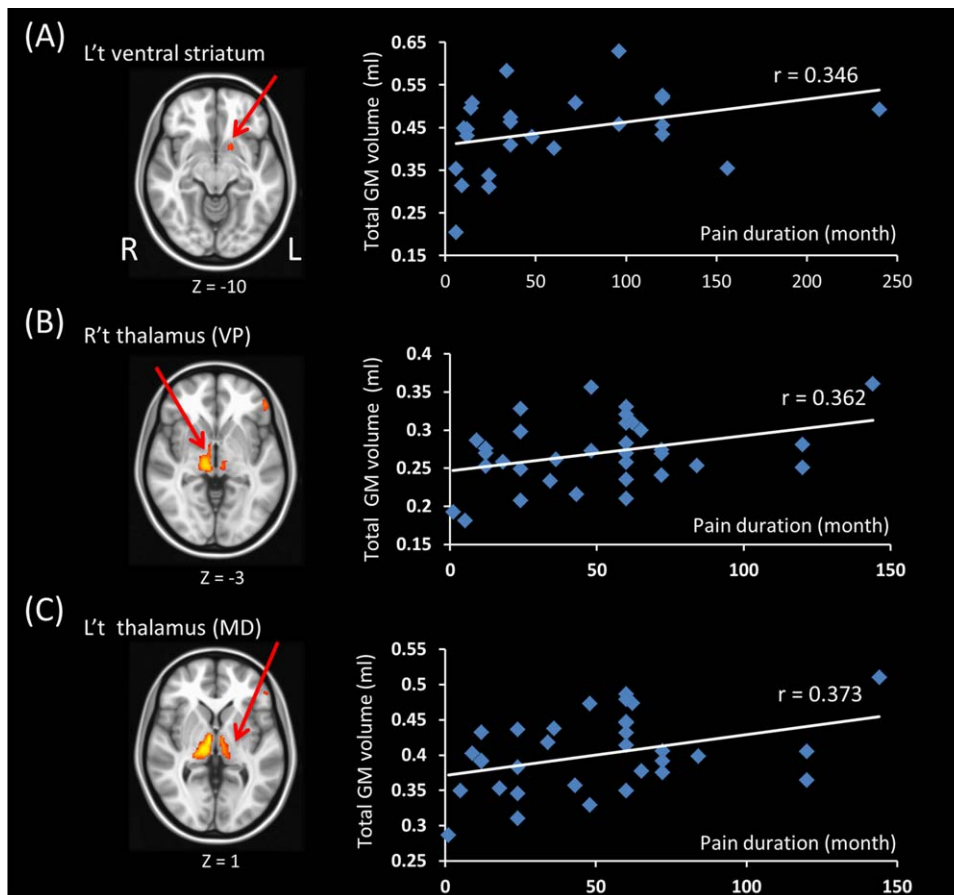 (A)
L't ventral striatum
R
L
Z = -10
Total GM volume (ml)
0.65
0.55
0.45
0.35
0.25
0.15
r = 0.346
Pain duration (month)
0
50
100
150
200
250
(B)
R't thalamus (VP)
Z = -3
Total GM volume (ml)
0.4
0.35
0.3
0.25
0.2
0.15
r = 0.362
Pain duration (month)
0
50
100
150
(C)
L't thalamus (MD)
Z = 1
Total GM volume (ml)
0.55
0.5
0.45
0.4
0.35
0.3
0.25
r = 0.373
Pain duration (month)
0
50
100
150